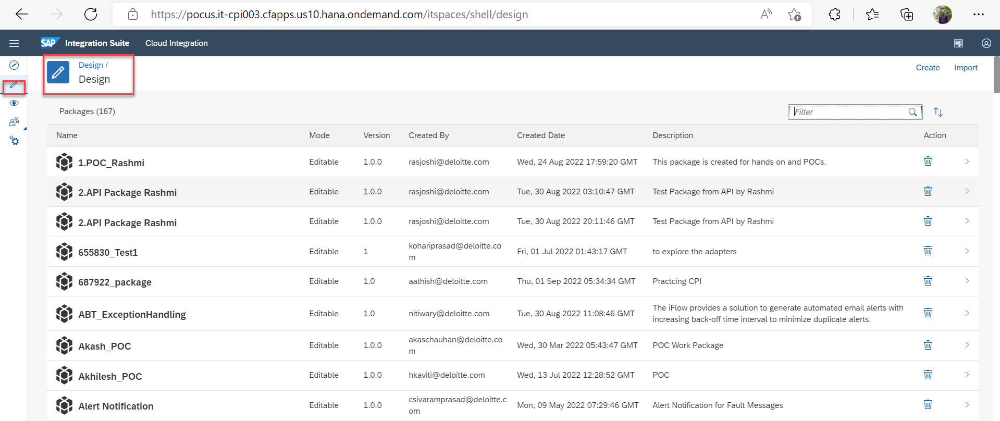 https://pocus.it-cpi003.cfapps.us10.hana.ondemand.com/itspaces/shell/design
SAP Integration Suite Cloud Integration
Design /
Design
Create Import
Packages (167)
Filter
Name Mode Version Created By Created Date Description Action
1.POC_Rashmi Editable 1.0.0 rasjoshi@deloitte.com Wed, 24 Aug 2022 17:59:20 GMT This package is created for hands on and POCs.
2.API Package Rashmi Editable 1.0.0 rasjoshi@deloitte.com Tue, 30 Aug 2022 03:10:47 GMT Test Package from API by Rashmi
2.API Package Rashmi Editable 1.0.0 rasjoshi@deloitte.com Tue, 30 Aug 2022 20:11:46 GMT Test Package from API by Rashmi
655830_Test1 Editable 1 kohariprasad@deloitte.co
m Fri, 01 Jul 2022 01:43:17 GMT to explore the adapters
687922_package Editable 1.0 aathish@deloitte.com Thu, 01 Sep 2022 05:34:34 GMT Practcing CPI
ABT_ExceptionHandling Editable 1.0 nitiwary@deloitte.com Tue, 30 Aug 2022 11:08:46 GMT The iFlow provides a solution to generate automated email alerts with
increasing back-off time interval to minimize duplicate alerts.
Akash_POC Editable 1.0.0 akaschauhan@deloitte.co
m Wed, 30 Mar 2022 05:43:47 GMT POC Work Package
Akhilesh_POC Editable 1.0.0 hkaviti@deloitte.com Wed, 13 Jul 2022 12:28:52 GMT POC
Alert Notification Editable 1.0.0 csivaramprasad@deloitte.c
om Mon, 09 May 2022 07:29:46 GMT Alert Notification for Fault Messages